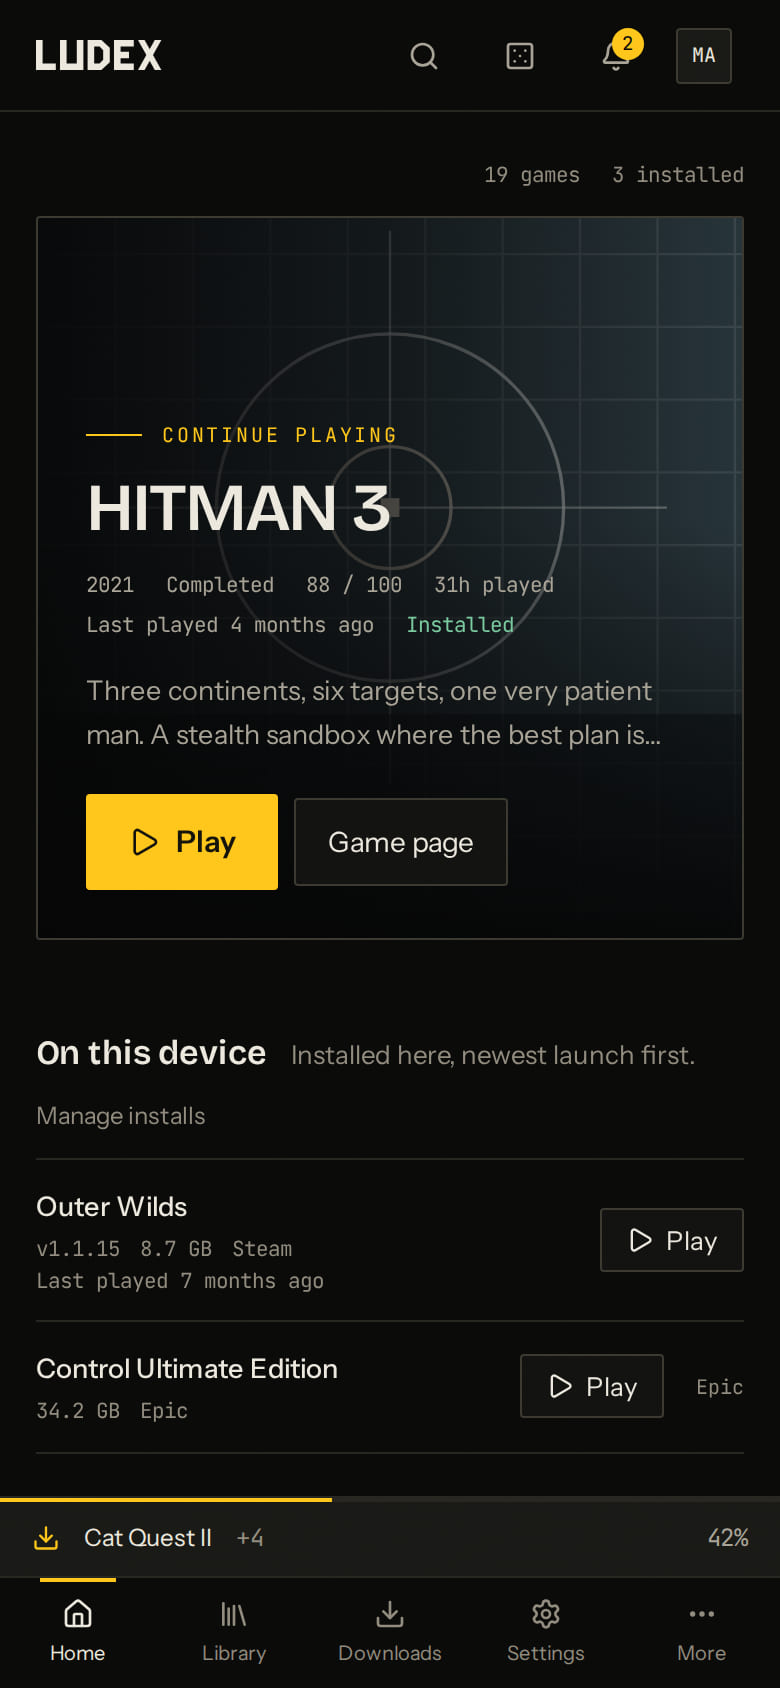 LUDEX
2
MA
19 games 3 installed
CONTINUE PLAYING
HITMAN 3
2021 Completed 88 / 100 31h played
Last played 4 months ago Installed
Three continents, six targets, one very patient
man. A stealth sandbox where the best plan is...
Play
Game page
On this device Installed here, newest launch first.
Manage installs
Outer Wilds
v1.1.15 8.7 GB Steam
Last played 7 months ago
Play
Control Ultimate Edition
34.2 GB Epic
Play
Epic
Cat Quest II +4 42%
Home Library Downloads Settings More